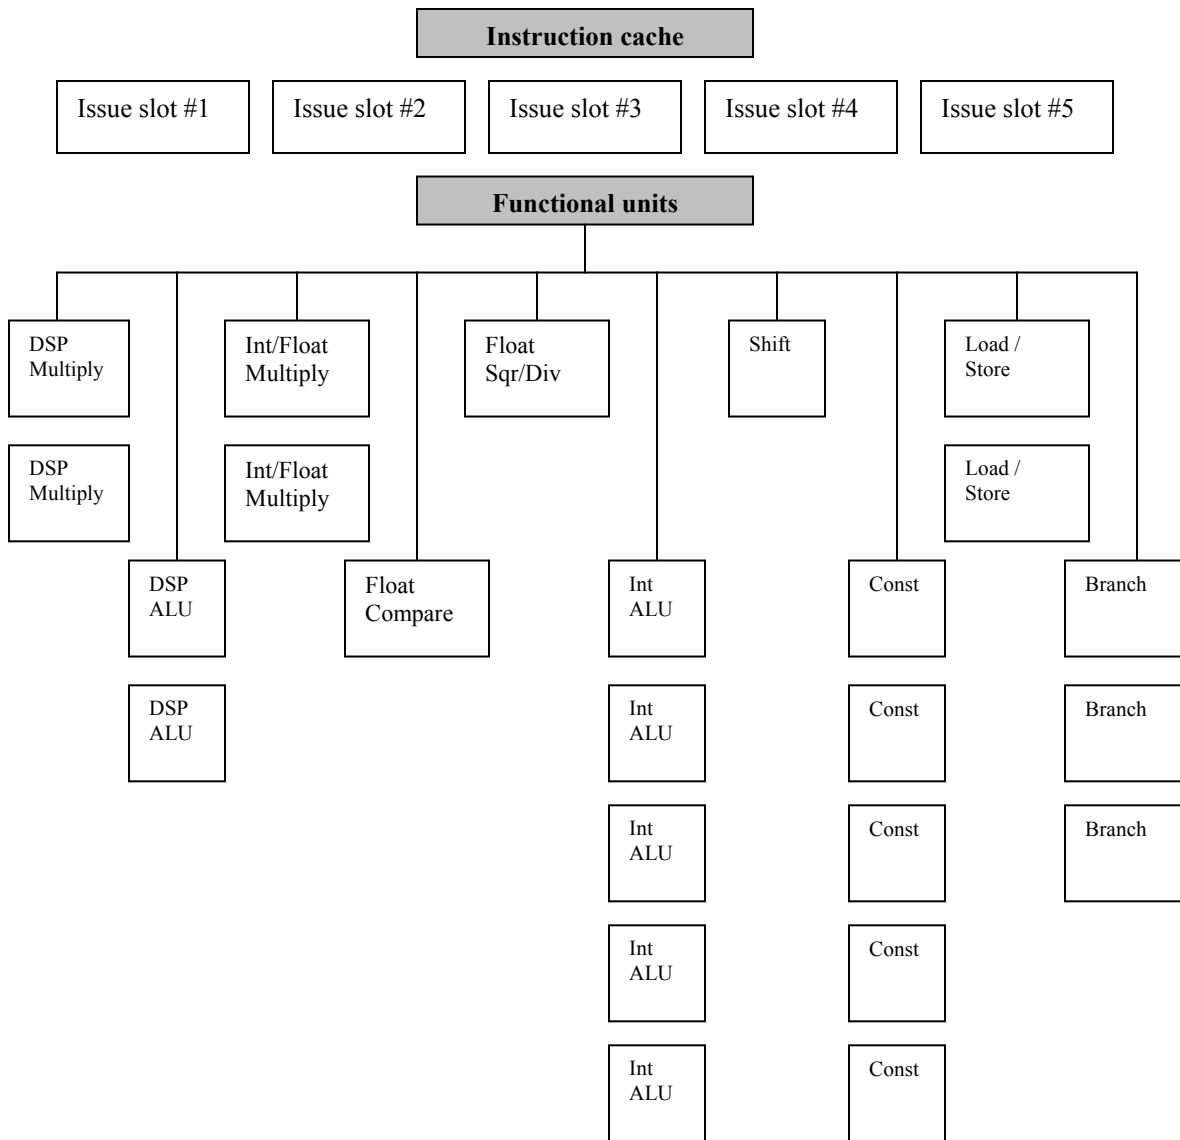 Instruction cache
Issue slot #1
Issue slot #2
Issue slot #3
Issue slot #4
Issue slot #5
Functional units
DSP
Multiply
Int/Float
Multiply
Float
Sqr/Div
Shift
Load /
Store
DSP
Multiply
Int/Float
Multiply
Load /
Store
DSP
ALU
Float
Compare
Int
ALU
Const
Branch
DSP
ALU
Int
ALU
Const
Branch
Int
ALU
Const
Branch
Int
ALU
Const
Int
ALU
Const